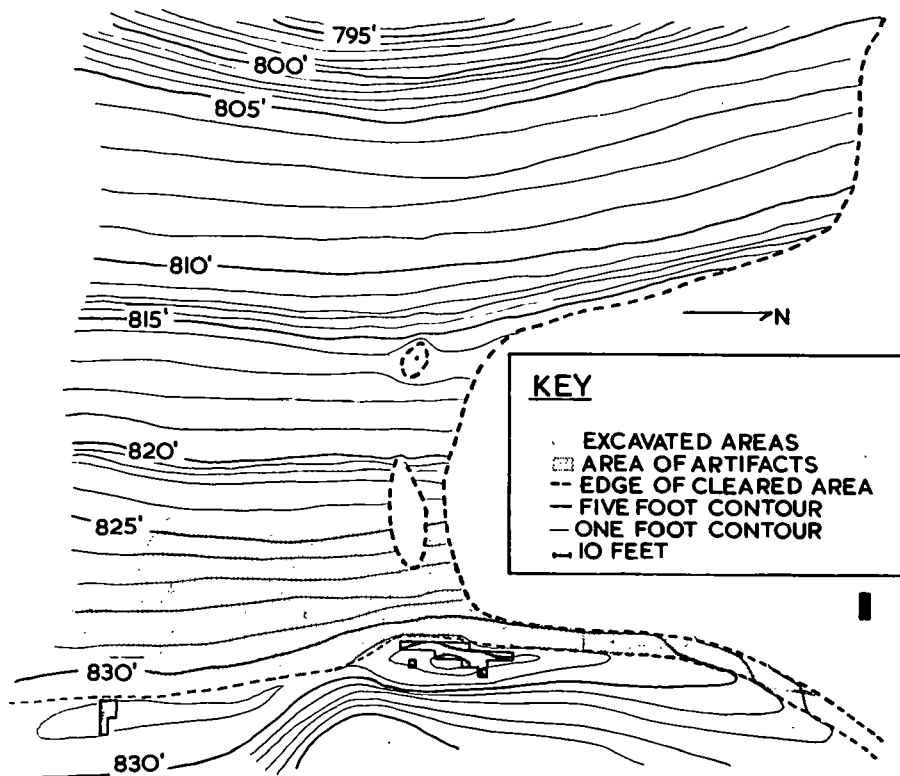 795'
800'
805'
810'
815'
N
KEY
EXCAVATED AREAS
AREA OF ARTIFACTS
EDGE OF CLEARED AREA
FIVE FOOT CONTOUR
ONE FOOT CONTOUR
10 FEET
820'
825'
830'
830'